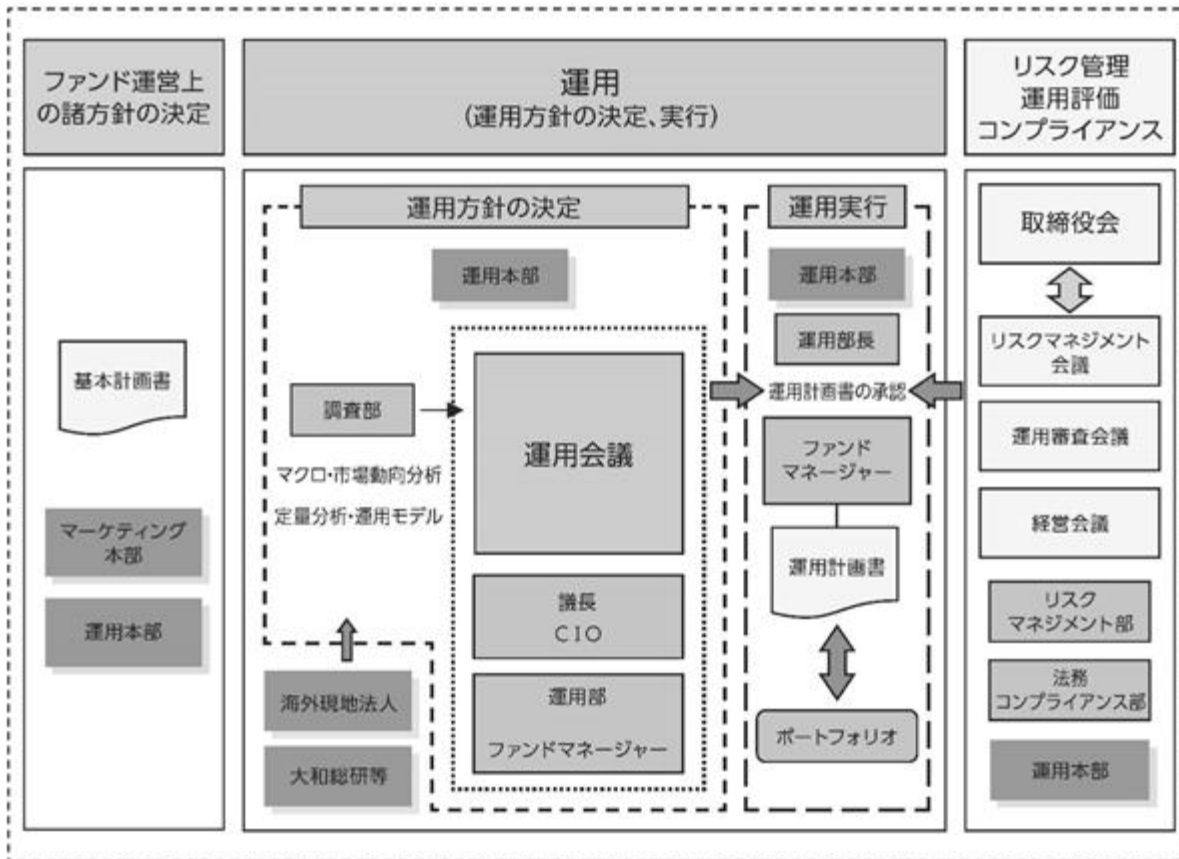 ファンド運営上
の諸方針の決定
運用
(運用方針の決定、実行)
リスク管理
運用評価
コンプライアンス
基本計画書
マーケティング
本部
運用本部
運用方針の決定
運用本部
調査部
マクロ・市場動向分析
定量分析・運用モデル
運用会議
議長
CIO
運用部
ファンドマネージャー
海外現地法人
大和総研等
運用実行
運用本部
運用部長
運用計画書の承認
ファンド
マネージャー
運用計画書
ポートフォリオ
取締役会
リスクマネジメント
会議
運用審査会議
経営会議
リスク
マネジメント部
法務
コンプライアンス部
運用本部